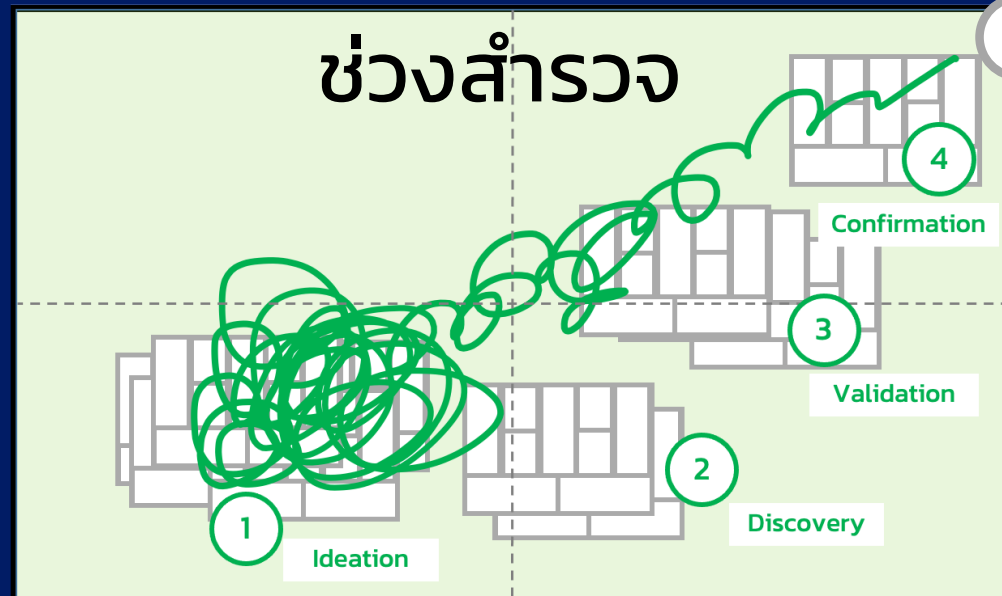 ช่วงสำรวจ
4
Confirmation
3
Validation
2
Discovery
1
Ideation